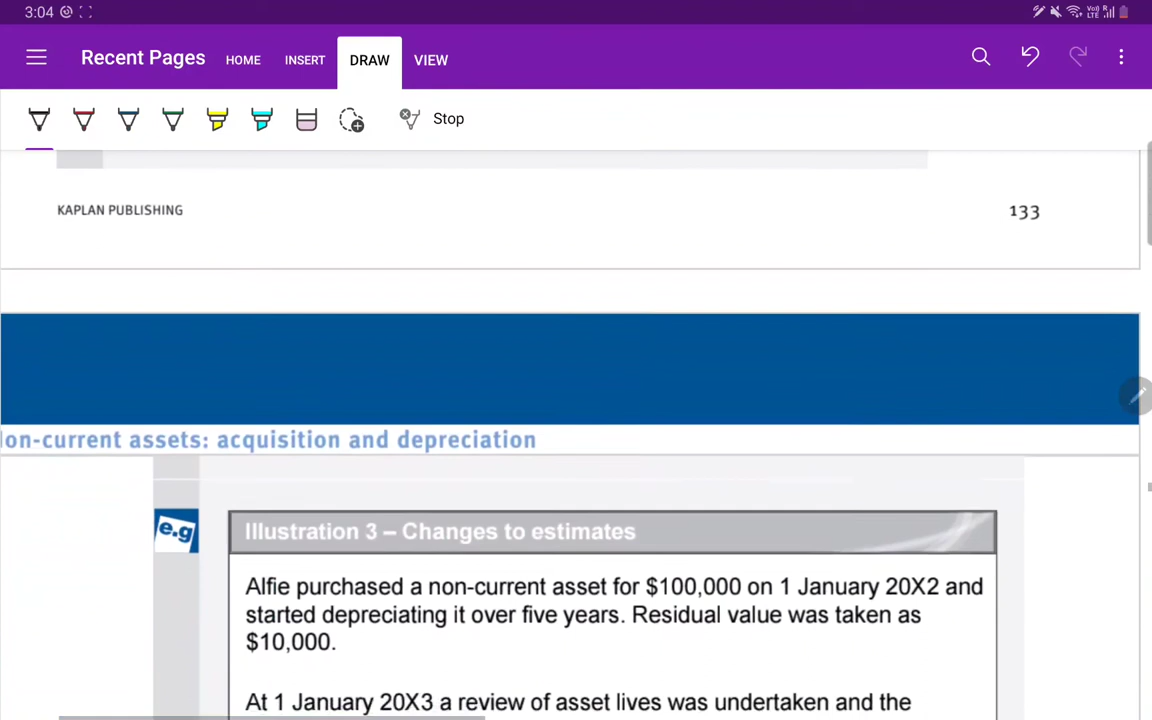 3:04
Recent Pages
HOME
INSERT
DRAW
VIEW
Stop
KAPLAN PUBLISHING
133
on-current assets: acquisition and depreciation
e.g
Illustration 3 – Changes to estimates
Alfie purchased a non-current asset for $100,000 on 1 January 20X2 and
started depreciating it over five years. Residual value was taken as
$10,000.
At 1 January 20X3 a review of asset lives was undertaken and the